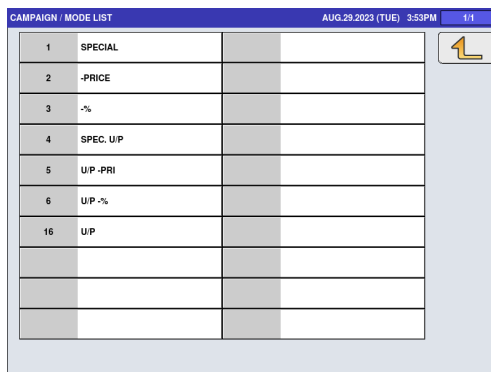 CAMPAIGN / MODE LIST AUG.29.2023 (TUE) 3:53PM 1/1
1 SPECIAL
2 -PRICE
3 -%
4 SPEC. U/P
5 U/P -PRI
6 U/P -%
16 U/P